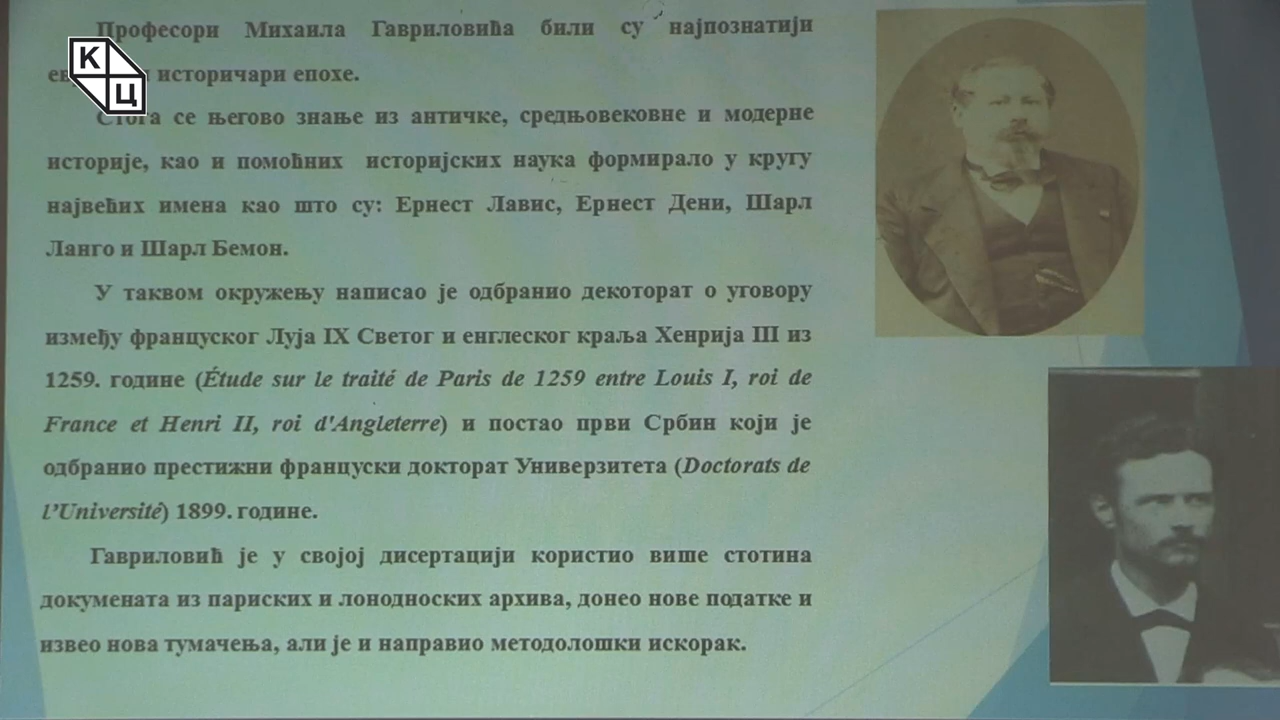 Професори Михаила Гавриловића били су најпознатији
историчари епохе.
К
Ц
Стога се његово знање из античке, средњовековне и модерне
историје, као и помоћних историјских наука формирало у кругу
највећих имена као што су: Ернест Лавис, Ернест Дени, Шарл
Ланго и Шарл Бемон.
У таквом окружењу написао је одбранио декоторат о уговору
између француског Луја IX Светог и енглеског краља Хенрија III из
1259. године (Étude sur le traité de Paris de 1259 entre Louis I, roi de
France et Henri II, roi d'Angleterre) и постао први Србин који је
одбранио престижни француски докторат Универзитета (Doctorats de
l’Université) 1899. године.
Гавриловић је у својој дисертацији користио више стотина
докумената из париских и лонодноских архива, донео нове податке и
извео нова тумачења, али је и направио методолошки искорак.